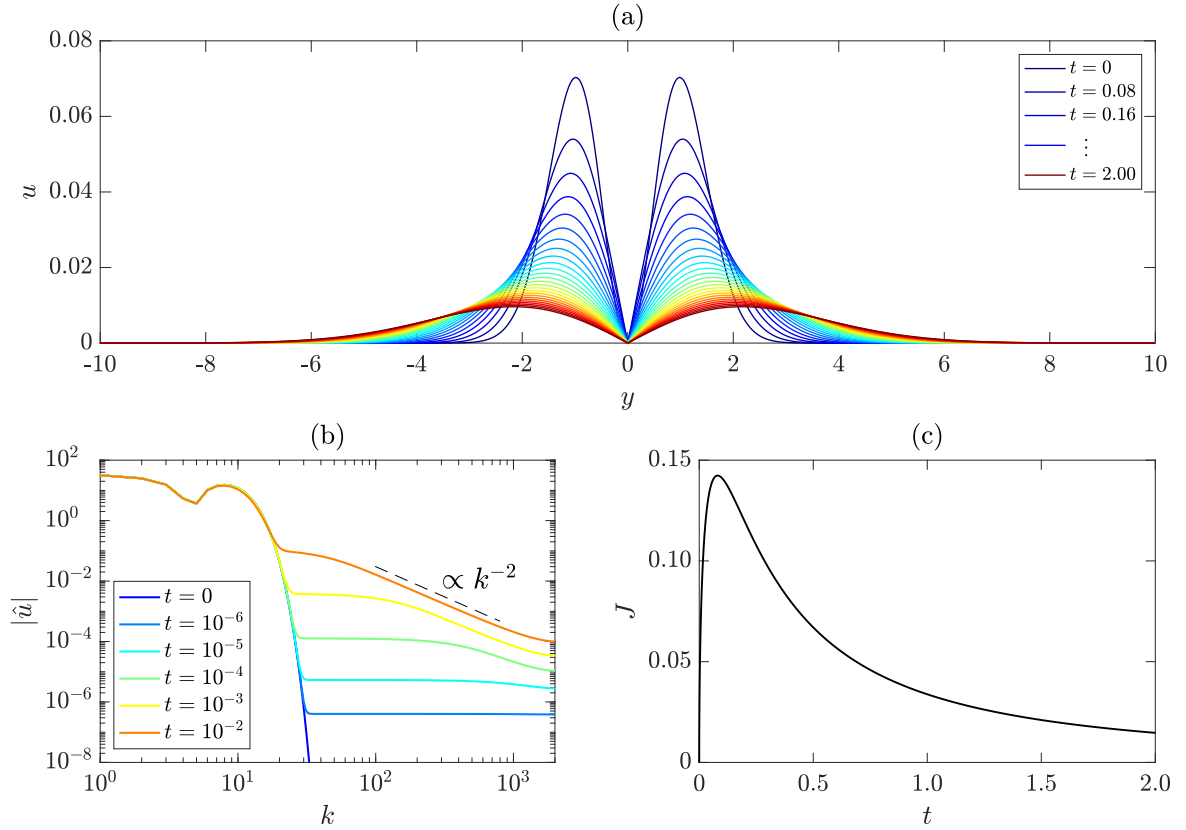 (a)
0.08
0.06
0.04
0.02
0
u
-10 -8 -6 -4 -2 0 2 4 6 8 10
y
t = 0
t = 0.08
t = 0.16
⋮
t = 2.00
(b)
10^2
10^0
10^-2
10^-4
10^-6
10^-8
|û|
10^0 10^1 10^2 10^3
k
∝ k^-2
t = 0
t = 10^-6
t = 10^-5
t = 10^-4
t = 10^-3
t = 10^-2
(c)
0.15
0.10
0.05
0
J
0 0.5 1.0 1.5 2.0
t